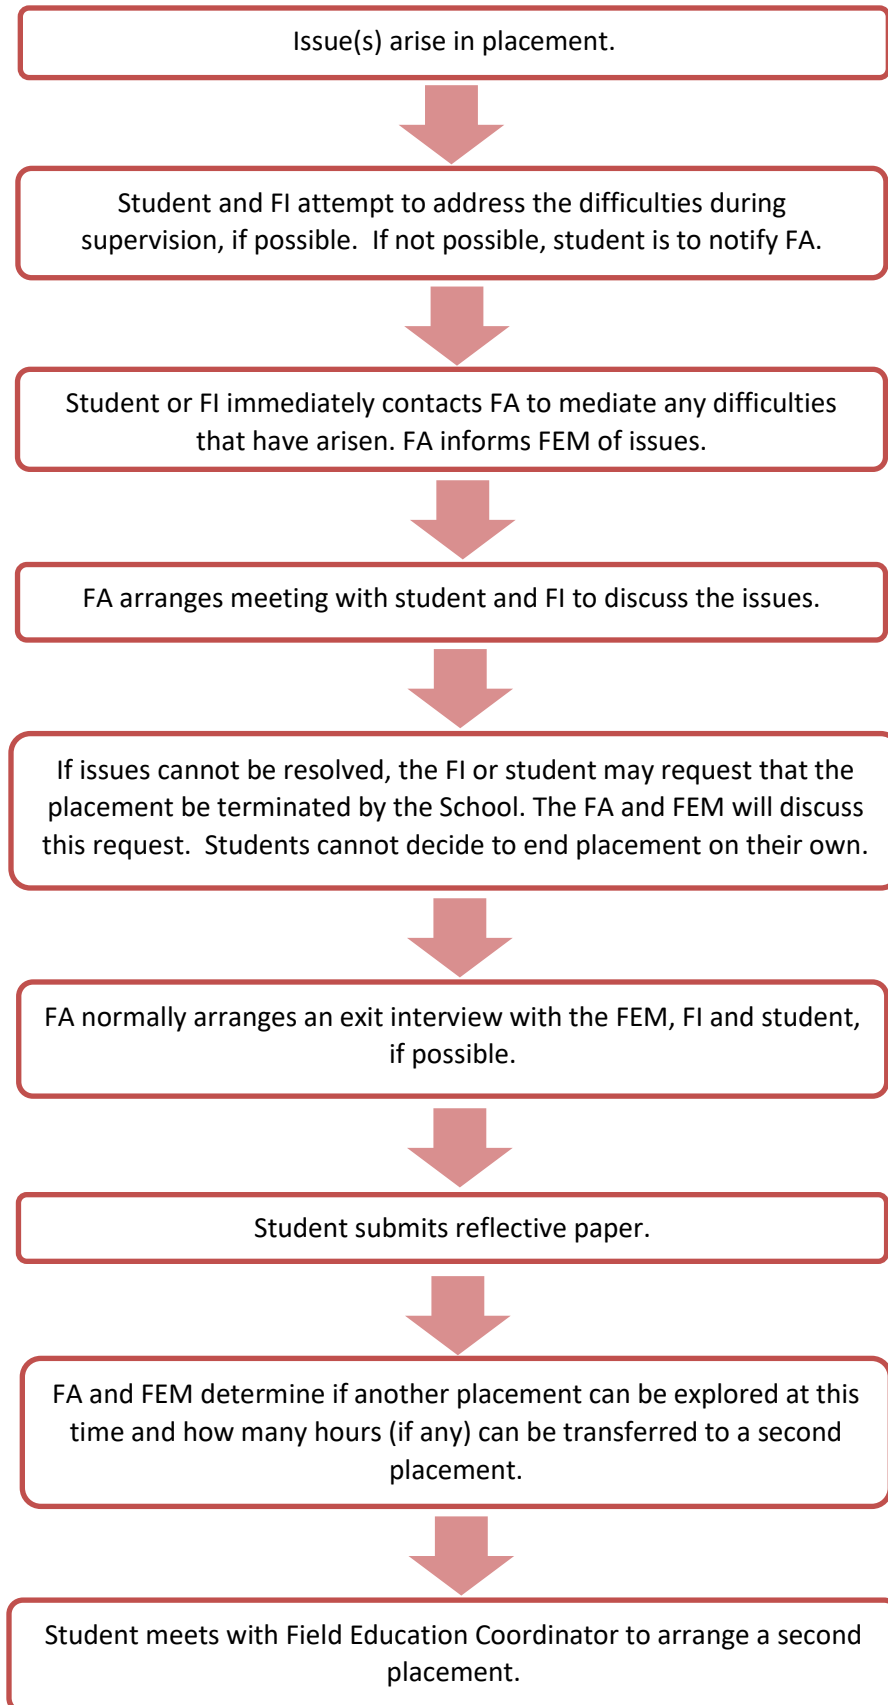 Issue(s) arise in placement.
Student and FI attempt to address the difficulties during
supervision, if possible.  If not possible, student is to notify FA.
Student or FI immediately contacts FA to mediate any difficulties
that have arisen. FA informs FEM of issues.
FA arranges meeting with student and FI to discuss the issues.
If issues cannot be resolved, the FI or student may request that the
placement be terminated by the School. The FA and FEM will discuss
this request.  Students cannot decide to end placement on their own.
FA normally arranges an exit interview with the FEM, FI and student,
if possible.
Student submits reflective paper.
FA and FEM determine if another placement can be explored at this
time and how many hours (if any) can be transferred to a second
placement.
Student meets with Field Education Coordinator to arrange a second
placement.